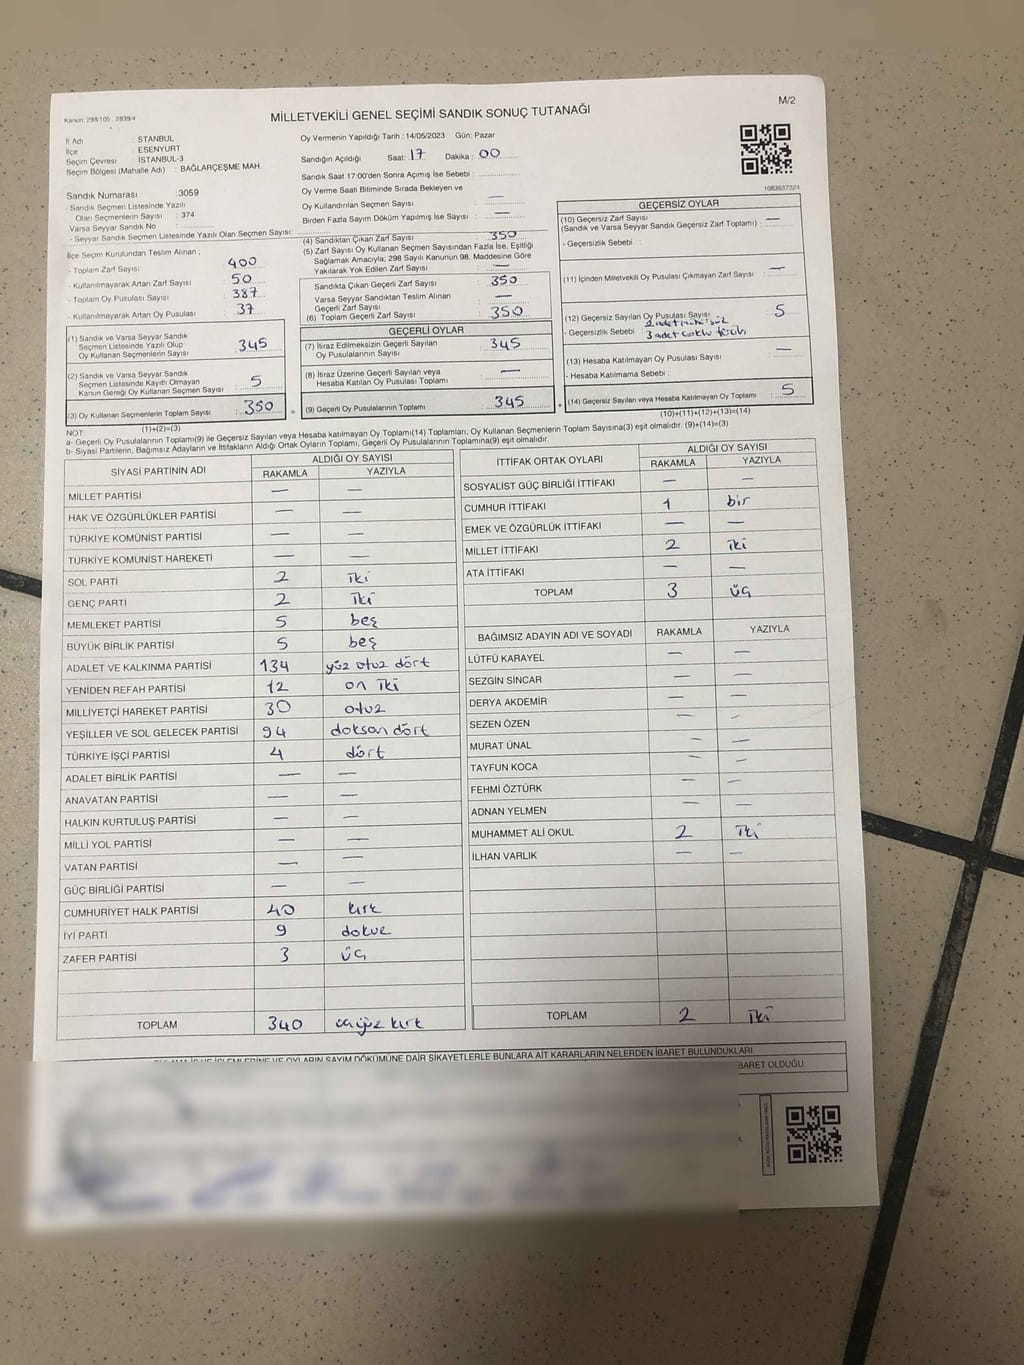 M/2
Kanun: 298/105 ; 2839/4
MİLLETVEKİLİ GENEL SEÇİMİ SANDIK SONUÇ TUTANAĞI
İl Adı : STANBUL
İlçe : ESENYURT
Seçim Çevresi : İSTANBUL-3
Seçim Bölgesi (Mahalle Adı) : BAĞLARÇEŞME MAH.
Sandık Numarası :3059
- Sandık Seçmen Listesinde Yazılı
Olan Seçmenlerin Sayısı : 374
Varsa Seyyar Sandık No :
- Seyyar Sandık Seçmen Listesinde Yazılı Olan Seçmen Sayısı:
İlçe Seçim Kurulundan Teslim Alınan ;
- Toplam Zarf Sayısı : 400
- Kullanılmayarak Artan Zarf Sayısı : 50
- Toplam Oy Pusulası Sayısı : 387
- Kullanılmayarak Artan Oy Pusulası : 37
(1) Sandık ve Varsa Seyyar Sandık
Seçmen Listesinde Yazılı Olup
Oy Kullanan Seçmenlerin Sayısı : 345
(2) Sandık ve Varsa Seyyar Sandık
Seçmen Listesinde Kayıtlı Olmayan
Kanun Gereği Oy Kullanan Seçmen Sayısı : 5
(3) Oy Kullanan Seçmenlerin Toplam Sayısı : 350
(1)+(2)=(3)
Oy Vermenin Yapıldığı Tarih : 14/05/2023 Gün: Pazar
Sandığın Açıldığı Saat: 17 Dakika : 00
Sandık Saat 17:00'den Sonra Açımış İse Sebebi :
Oy Verme Saati Bitiminde Sırada Bekleyen ve
Oy Kullandırılan Seçmen Sayısı : —
Birden Fazla Sayım Döküm Yapılmış İse Sayısı : —
(4) Sandıktan Çıkan Zarf Sayısı : 350
(5) Zarf Sayısı Oy Kullanan Seçmen Sayısından Fazla İse, Eşitliği
Sağlamak Amacıyla; 298 Sayılı Kanunun 98. Maddesine Göre
Yakılarak Yok Edilen Zarf Sayısı : —
Sandıkta Çıkan Geçerli Zarf Sayısı : 350
Varsa Seyyar Sandıktan Teslim Alınan
Geçerli Zarf Sayısı : —
(6) Toplam Geçerli Zarf Sayısı : 350
GEÇERLİ OYLAR
(7) İtiraz Edilmeksizin Geçerli Sayılan
Oy Pusulalarının Sayısı : 345
(8) İtiraz Üzerine Geçerli Sayılan veya
Hesaba Katılan Oy Pusulası Toplamı : —
= (9) Geçerli Oy Pusulalarının Toplamı : 345
1063637324
GEÇERSİZ OYLAR
(10) Geçersiz Zarf Sayısı
(Sandık ve Varsa Seyyar Sandık Geçersiz Zarf Toplamı) : —
- Geçersizlik Sebebi :
(11) İçinden Milletvekili Oy Pusulası Çıkmayan Zarf Sayısı : —
(12) Geçersiz Sayılan Oy Pusulası Sayısı : 5
- Geçersizlik Sebebi : 2 adet mühürsüz
3 adet çoklu tercih
(13) Hesaba Katılmayan Oy Pusulası Sayısı : —
- Hesaba Katılmama Sebebi :
+ (14) Geçersiz Sayılan veya Hesaba Katılmayan Oy Toplamı : 5
(10)+(11)+(12)+(13)=(14)
NOT:
a- Geçerli Oy Pusulalarının Toplamı(9) ile Geçersiz Sayılan veya Hesaba katılmayan Oy Toplamı(14) Toplamları, Oy Kullanan Seçmenlerin Toplam Sayısına(3) eşit olmalıdır. (9)+(14)=(3)
b- Siyasi Partilerin, Bağımsız Adayların ve İttifakların Aldığı Ortak Oyların Toplamı, Geçerli Oy Pusulalarının Toplamına(9) eşit olmalıdır.
SİYASİ PARTİNİN ADI ALDIĞI OY SAYISI
RAKAMLA YAZIYLA
MİLLET PARTİSİ — —
HAK VE ÖZGÜRLÜKLER PARTİSİ — —
TÜRKİYE KOMÜNİST PARTİSİ — —
TÜRKİYE KOMÜNİST HAREKETİ — —
SOL PARTİ 2 iki
GENÇ PARTİ 2 iki
MEMLEKET PARTİSİ 5 beş
BÜYÜK BİRLİK PARTİSİ 5 beş
ADALET VE KALKINMA PARTİSİ 134 yüz otuz dört
YENİDEN REFAH PARTİSİ 12 on iki
MİLLİYETÇİ HAREKET PARTİSİ 30 otuz
YEŞİLLER VE SOL GELECEK PARTİSİ 94 doksan dört
TÜRKİYE İŞÇİ PARTİSİ 4 dört
ADALET BİRLİK PARTİSİ — —
ANAVATAN PARTİSİ — —
HALKIN KURTULUŞ PARTİSİ — —
MİLLİ YOL PARTİSİ — —
VATAN PARTİSİ — —
GÜÇ BİRLİĞİ PARTİSİ — —
CUMHURİYET HALK PARTİSİ 40 kırk
İYİ PARTİ 9 dokuz
ZAFER PARTİSİ 3 üç
TOPLAM 340 üçyüz kırk
İTTİFAK ORTAK OYLARI ALDIĞI OY SAYISI
RAKAMLA YAZIYLA
SOSYALİST GÜÇ BİRLİĞİ İTTİFAKI — —
CUMHUR İTTİFAKI 1 bir
EMEK VE ÖZGÜRLÜK İTTİFAKI — —
MİLLET İTTİFAKI 2 iki
ATA İTTİFAKI — —
TOPLAM 3 üç
BAĞIMSIZ ADAYIN ADI VE SOYADI RAKAMLA YAZIYLA
LÜTFÜ KARAYEL — —
SEZGİN SİNCAR — —
DERYA AKDEMİR — —
SEZEN ÖZEN — —
MURAT ÜNAL — —
TAYFUN KOCA — —
FEHMİ ÖZTÜRK — —
ADNAN YELMEN — —
MUHAMMET ALİ OKUL 2 iki
İLHAN VARLIK — —
TOPLAM 2 iki
İŞ VE İŞLEMLERİNE VE OYLARIN SAYIM DÖKÜMÜNE DAİR ŞİKAYETLERLE BUNLARA AİT KARARLARIN NELERDEN İBARET BULUNDUKLARI
İBARET OLDUĞU